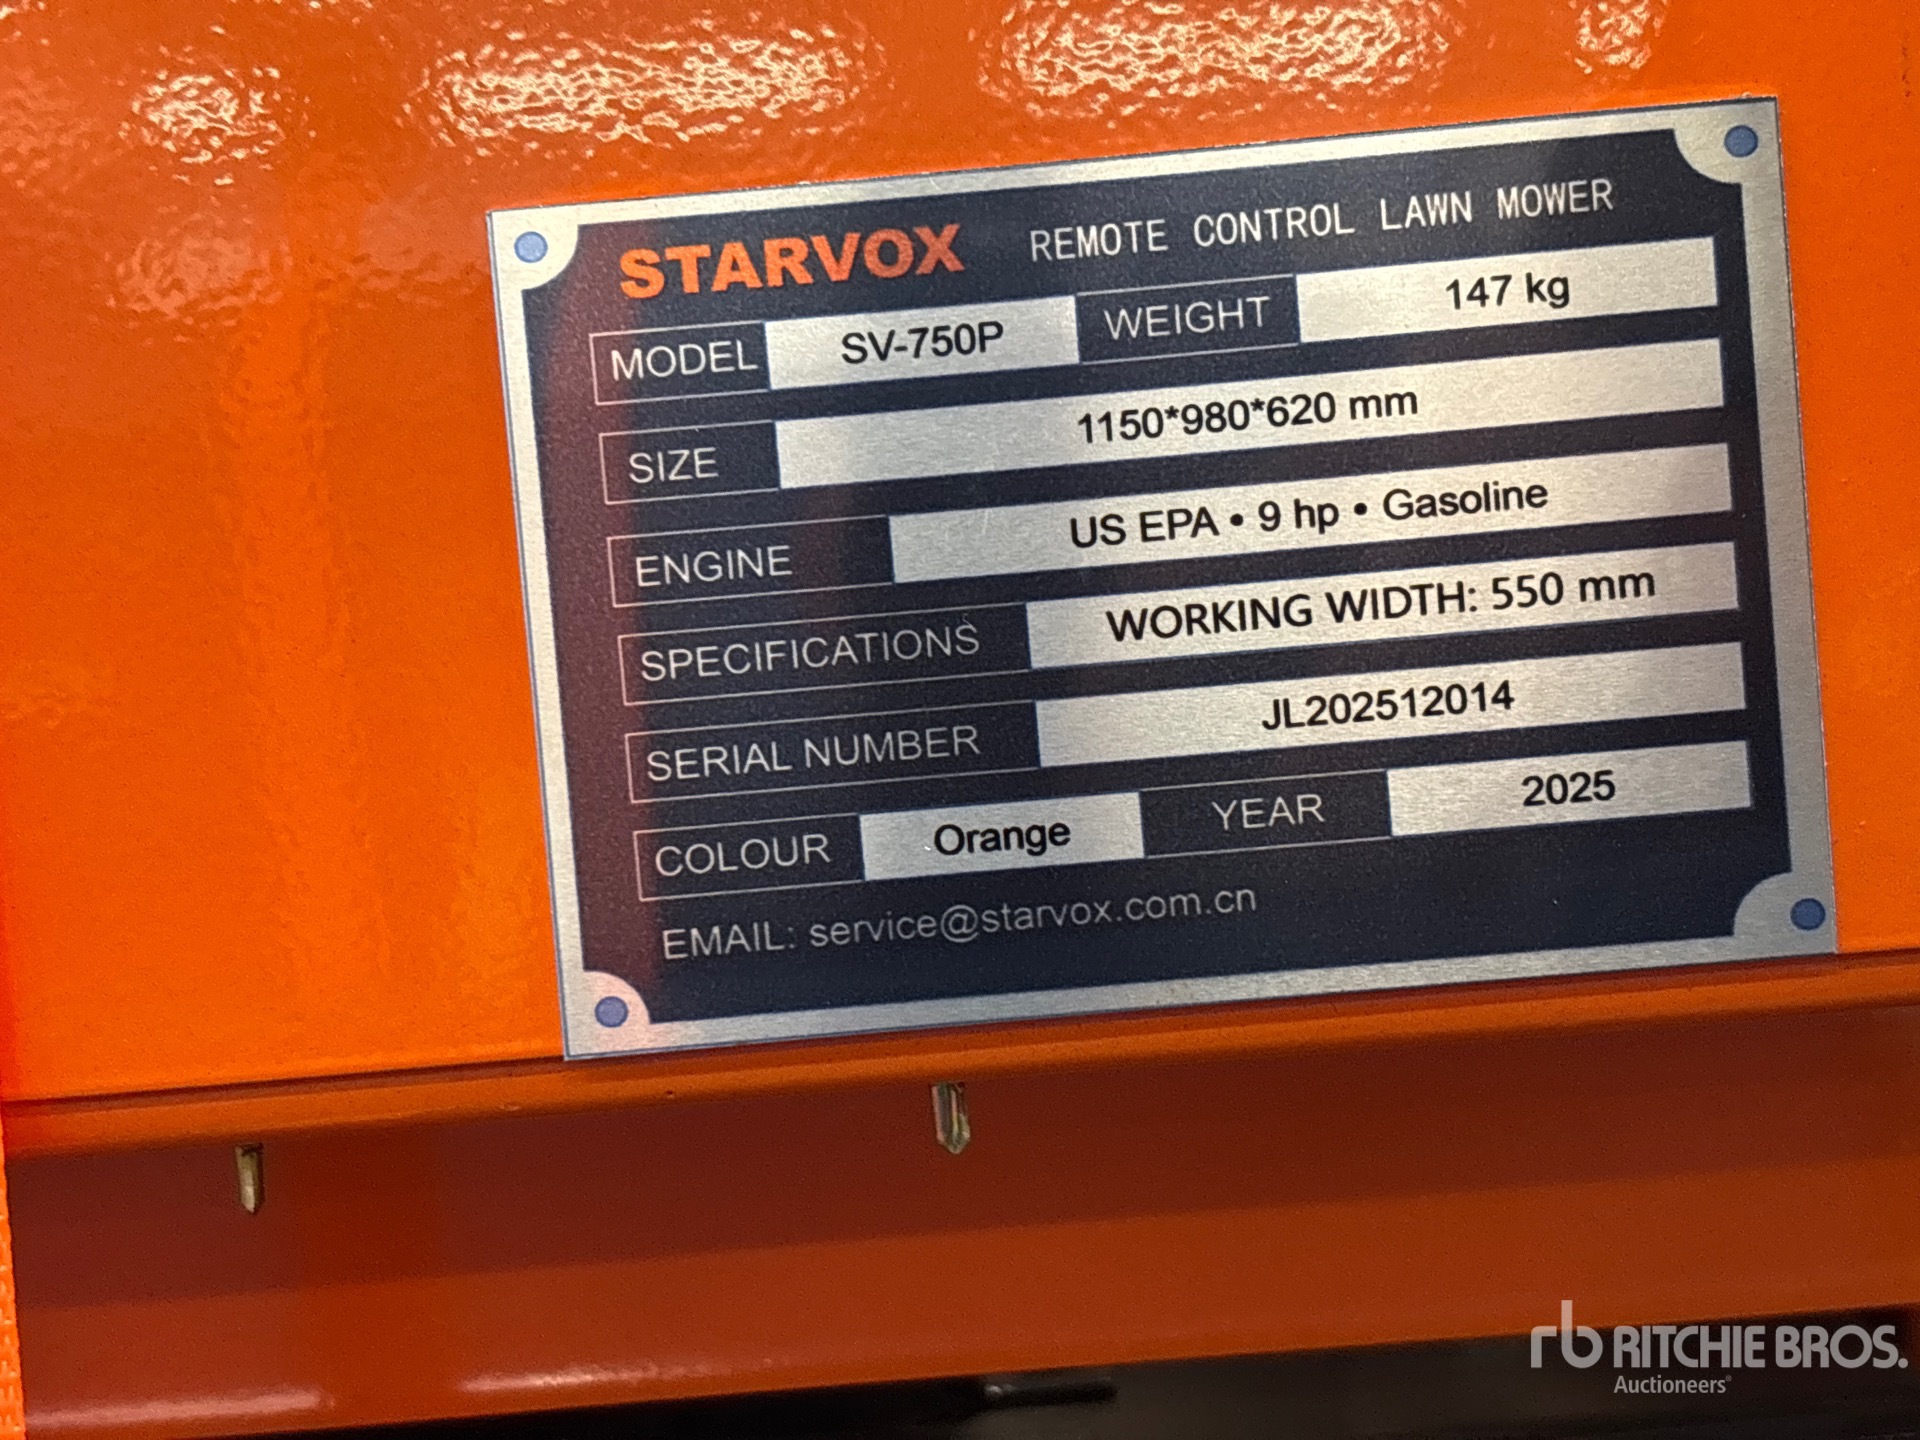 STARVOX REMOTE CONTROL LAWN MOWER
MODEL SV-750P WEIGHT 147 kg
SIZE 1150*980*620 mm
ENGINE US EPA • 9 hp • Gasoline
SPECIFICATIONS WORKING WIDTH: 550 mm
SERIAL NUMBER JL202512014
COLOUR Orange YEAR 2025
EMAIL: service@starvox.com.cn
rb RITCHIE BROS.
Auctioneers®